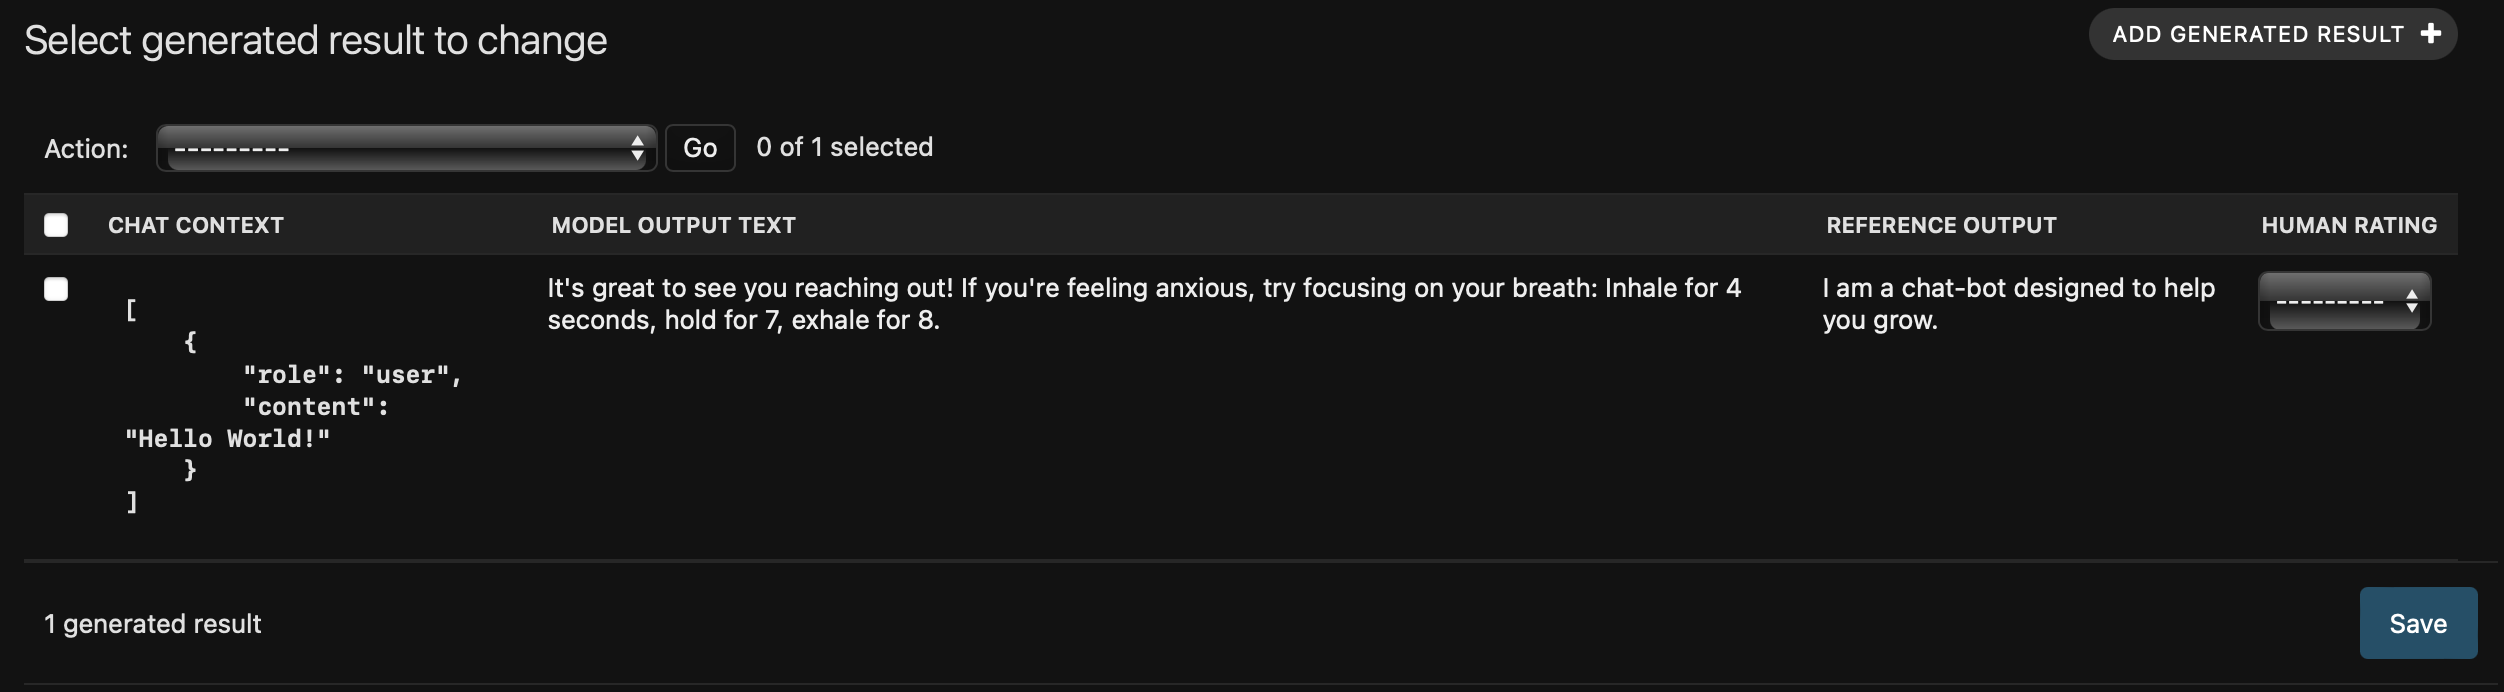 Select generated result to change
ADD GENERATED RESULT +
Action:
---------
Go
0 of 1 selected
CHAT CONTEXT
MODEL OUTPUT TEXT
REFERENCE OUTPUT
HUMAN RATING
[
    {
        "role": "user",
        "content":
"Hello World!"
    }
]
It's great to see you reaching out! If you're feeling anxious, try focusing on your breath: Inhale for 4
seconds, hold for 7, exhale for 8.
I am a chat-bot designed to help
you grow.
---------
1 generated result
Save